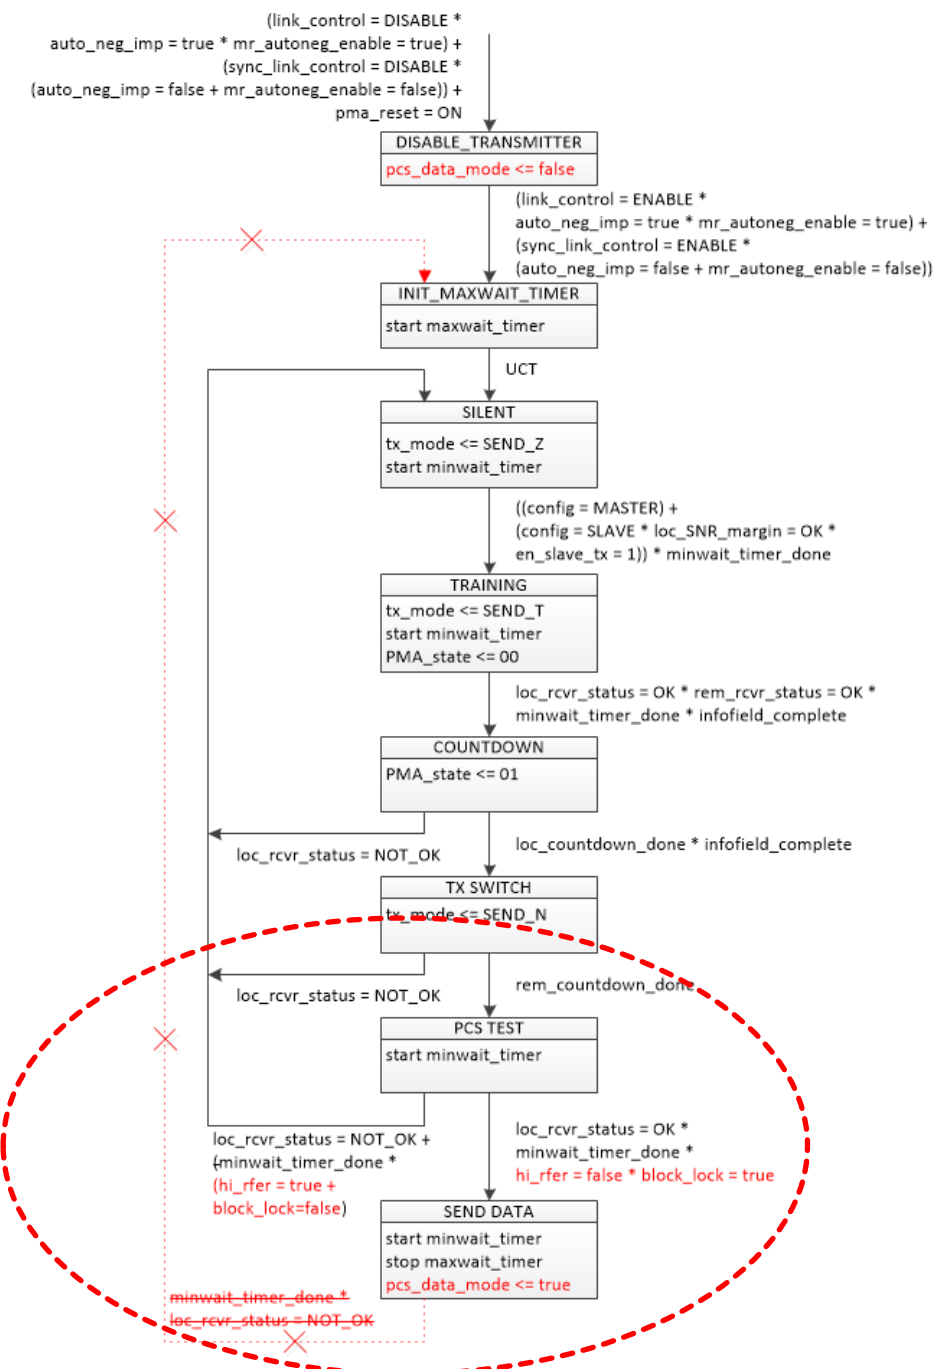 (link_control = DISABLE *
auto_neg_imp = true * mr_autoneg_enable = true) +
(sync_link_control = DISABLE *
(auto_neg_imp = false + mr_autoneg_enable = false)) +
pma_reset = ON
DISABLE_TRANSMITTER
pcs_data_mode <= false
(link_control = ENABLE *
auto_neg_imp = true * mr_autoneg_enable = true) +
(sync_link_control = ENABLE *
(auto_neg_imp = false + mr_autoneg_enable = false))
INIT_MAXWAIT_TIMER
start maxwait_timer
UCT
SILENT
tx_mode <= SEND_Z
start minwait_timer
((config = MASTER) +
(config = SLAVE * loc_SNR_margin = OK *
en_slave_tx = 1)) * minwait_timer_done
TRAINING
tx_mode <= SEND_T
start minwait_timer
PMA_state <= 00
loc_rcvr_status = OK * rem_rcvr_status = OK *
minwait_timer_done * infofield_complete
COUNTDOWN
PMA_state <= 01
loc_rcvr_status = NOT_OK
loc_countdown_done * infofield_complete
TX SWITCH
tx_mode <= SEND_N
loc_rcvr_status = NOT_OK
rem_countdown_done
PCS TEST
start minwait_timer
loc_rcvr_status = NOT_OK +
(minwait_timer_done *
(hi_rfer = true +
block_lock=false)
loc_rcvr_status = OK *
minwait_timer_done *
hi_rfer = false * block_lock = true
SEND DATA
start minwait_timer
stop maxwait_timer
pcs_data_mode <= true
minwait_timer_done *
loc_rcvr_status = NOT_OK